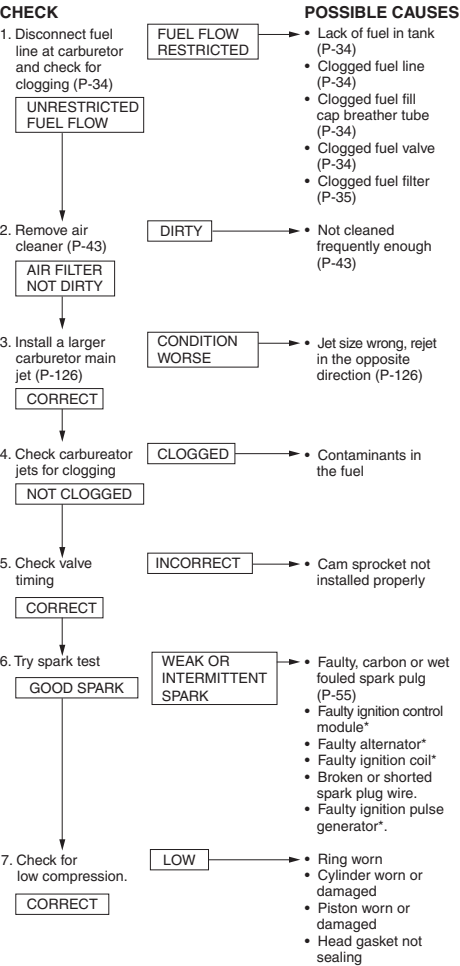 CHECK
POSSIBLE CAUSES
1. Disconnect fuel
line at carburetor
and check for
clogging (P-34)
UNRESTRICTED
FUEL FLOW
FUEL FLOW
RESTRICTED
• Lack of fuel in tank
(P-34)
• Clogged fuel line
(P-34)
• Clogged fuel fill
cap breather tube
(P-34)
• Clogged fuel valve
(P-34)
• Clogged fuel filter
(P-35)
2. Remove air
cleaner (P-43)
AIR FILTER
NOT DIRTY
DIRTY
• Not cleaned
frequently enough
(P-43)
3. Install a larger
carburetor main
jet (P-126)
CORRECT
CONDITION
WORSE
• Jet size wrong, rejet
in the opposite
direction (P-126)
4. Check carbureator
jets for clogging
NOT CLOGGED
CLOGGED
• Contaminants in
the fuel
5. Check valve
timing
CORRECT
INCORRECT
• Cam sprocket not
installed properly
6. Try spark test
GOOD SPARK
WEAK OR
INTERMITTENT
SPARK
• Faulty, carbon or wet
fouled spark pulg
(P-55)
• Faulty ignition control
module*
• Faulty alternator*
• Faulty ignition coil*
• Broken or shorted
spark plug wire.
• Faulty ignition pulse
generator*.
7. Check for
low compression.
CORRECT
LOW
• Ring worn
• Cylinder worn or
damaged
• Piston worn or
damaged
• Head gasket not
sealing